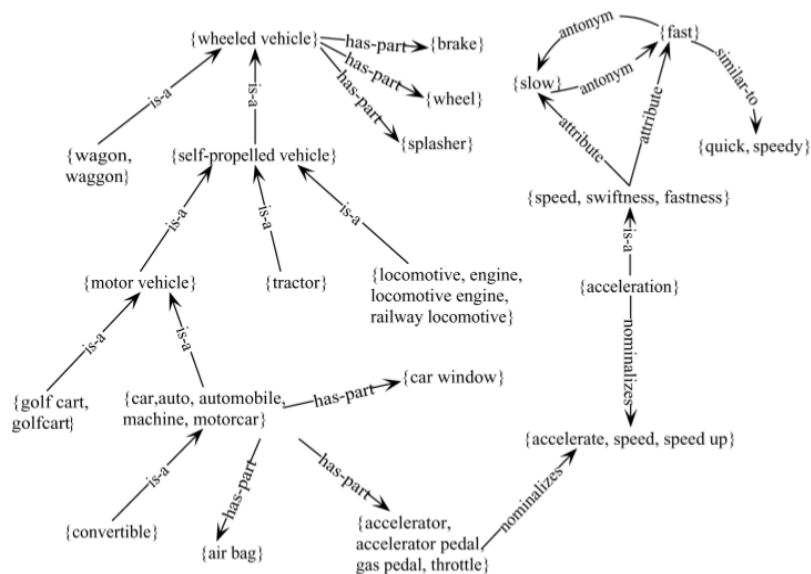 {wheeled vehicle}
has-part
{brake}
has-part
{wheel}
has-part
{splasher}
is-a
is-a
{wagon,
waggon}
{self-propelled vehicle}
antonym
{fast}
{slow}
antonym
similar-to
{quick, speedy}
attribute
attribute
{speed, swiftness, fastness}
is-a
is-a
is-a
is-a
{motor vehicle}
{tractor}
{locomotive, engine,
locomotive engine,
railway locomotive}
{acceleration}
nominalizes
is-a
is-a
{golf cart,
golfcart}
{car,auto, automobile,
machine, motorcar}
has-part
{car window}
{accelerate, speed, speed up}
is-a
has-part
has-part
nominalizes
{convertible}
{air bag}
{accelerator,
accelerator pedal,
gas pedal, throttle}